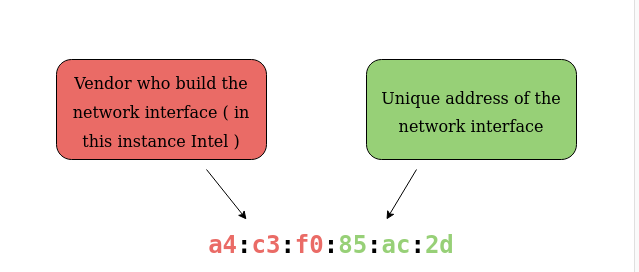 Vendor who build the
network interface ( in
this instance Intel )
Unique address of the
network interface
a4:c3:f0:85:ac:2d